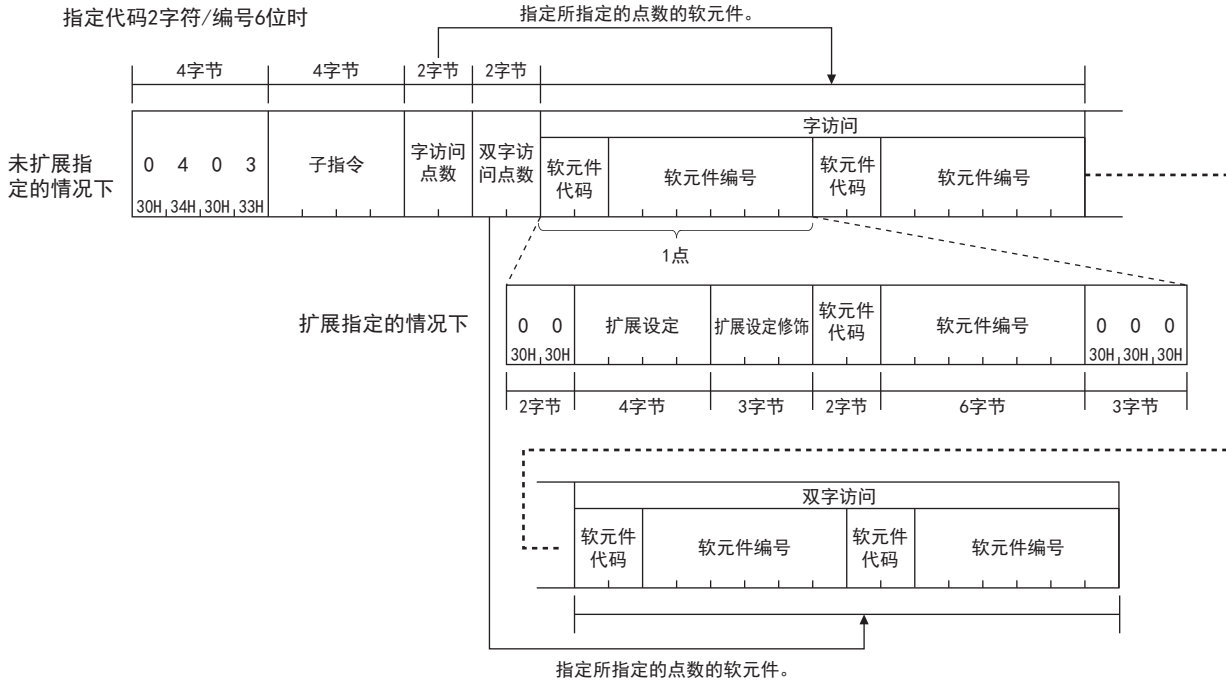 指定代码2字符/编号6位时
指定所指定的点数的软元件。
4字节 4字节 2字节 2字节
未扩展指
定的情况下
0 4 0 3
30H 34H 30H 33H
子指令
字访问
点数
双字访
问点数
字访问
软元件
代码
软元件编号
软元件
代码
软元件编号
1点
扩展指定的情况下
0 0
30H 30H
扩展设定
扩展设定修饰
软元件
代码
软元件编号
0 0 0
30H 30H 30H
2字节 4字节 3字节 2字节 6字节 3字节
双字访问
软元件
代码
软元件编号
软元件
代码
软元件编号
指定所指定的点数的软元件。